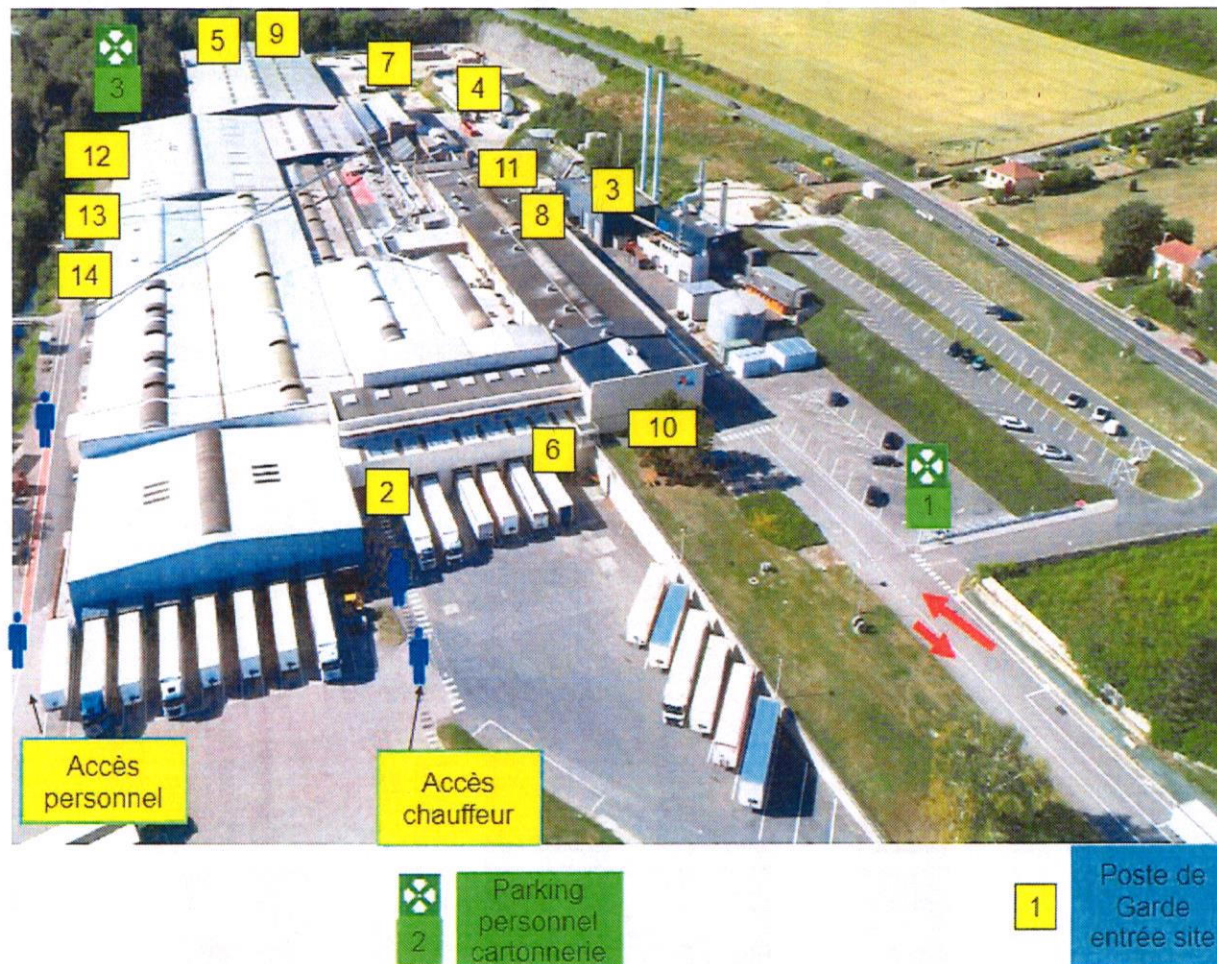 5
9
3
7
4
12
11
3
13
8
14
10
6
2
1
Accès
personnel
Accès
chauffeur
2
Parking
personnel
cartonnerie
1
Poste de
Garde
entrée site